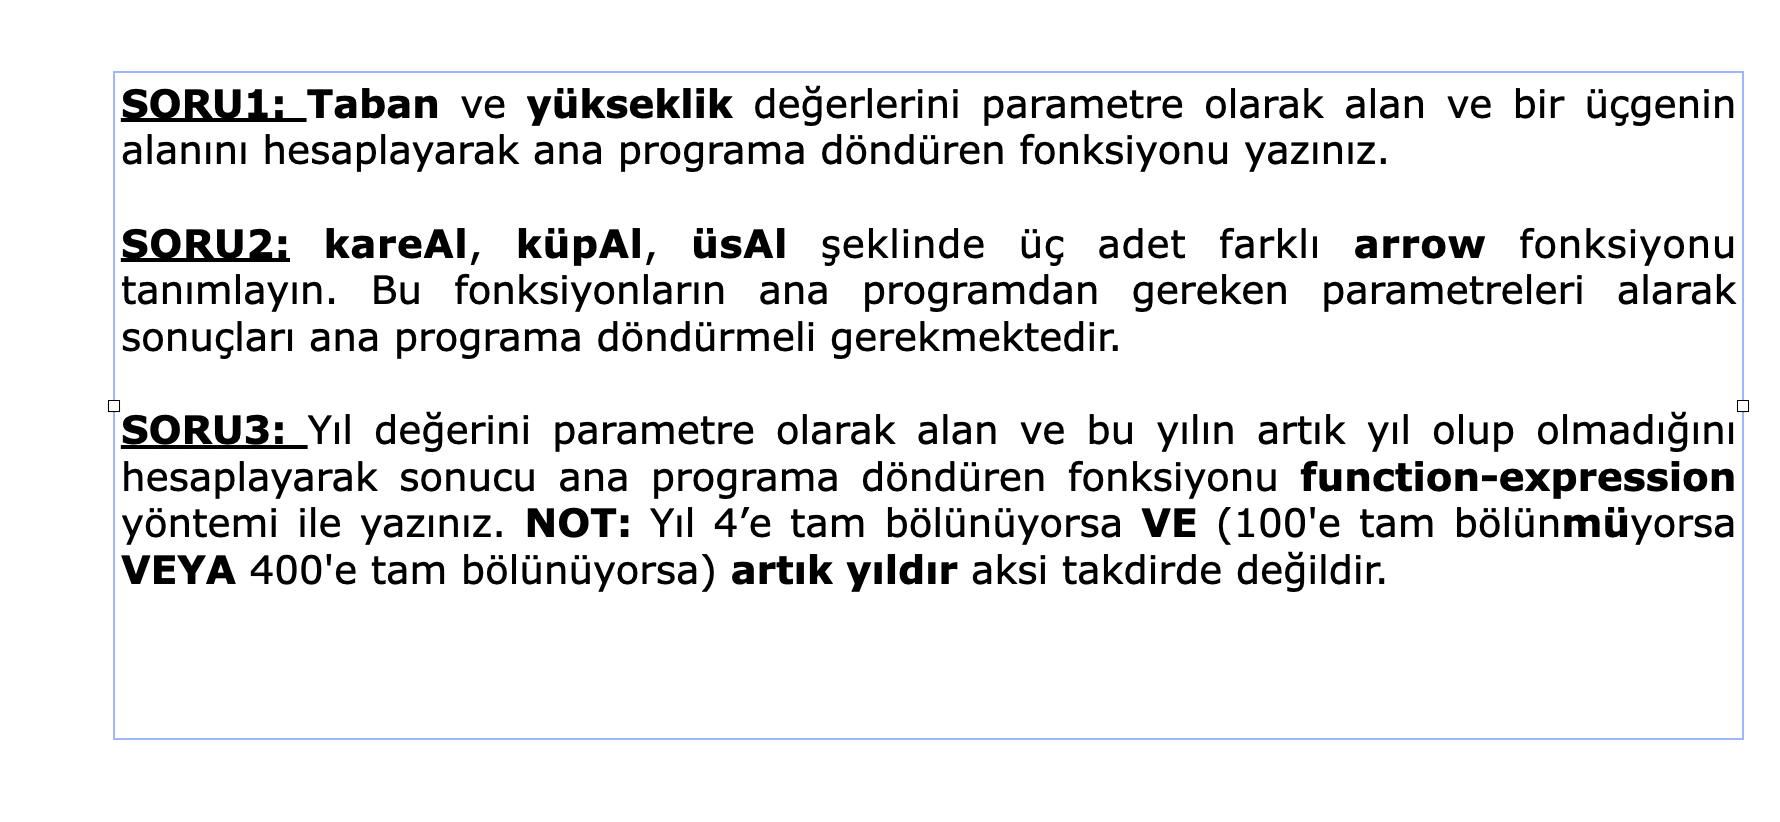 SORU1: Taban ve yükseklik değerlerini parametre olarak alan ve bir üçgenin
alanını hesaplayarak ana programa döndüren fonksiyonu yazınız.
SORU2: kareAl, küpAl, üsAl şeklinde üç adet farklı arrow fonksiyonu
tanımlayın. Bu fonksiyonların ana programdan gereken parametreleri alarak
sonuçları ana programa döndürmeli gerekmektedir.
SORU3: Yıl değerini parametre olarak alan ve bu yılın artık yıl olup olmadığını
hesaplayarak sonucu ana programa döndüren fonksiyonu function-expression
yöntemi ile yazınız. NOT: Yıl 4’e tam bölünüyorsa VE (100'e tam bölünmüyorsa
VEYA 400'e tam bölünüyorsa) artık yıldır aksi takdirde değildir.